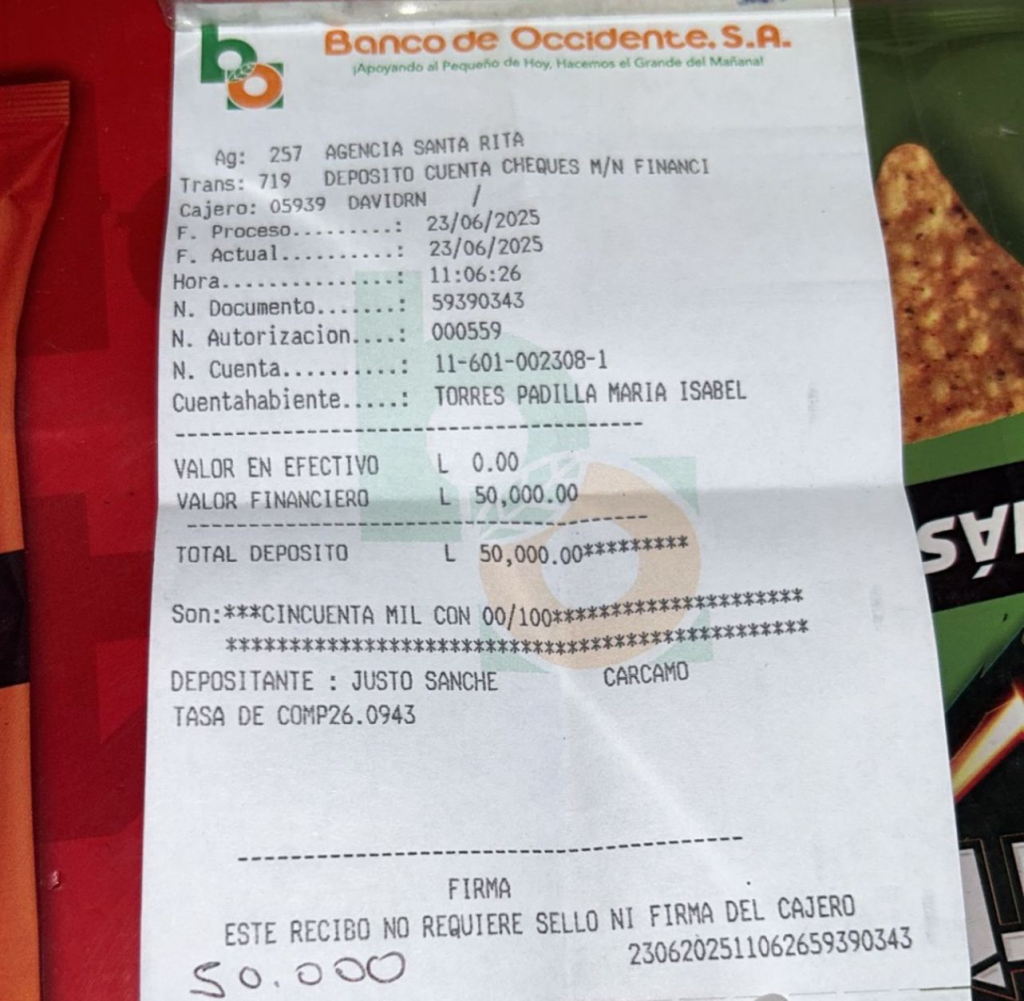 bo
Banco de Occidente, S.A.
¡Apoyando al Pequeño de Hoy, Hacemos el Grande del Mañana!
Ag: 257 AGENCIA SANTA RITA
Trans: 719 DEPOSITO CUENTA CHEQUES M/N FINANCI
Cajero: 05939 DAVIDRN /
F. Proceso.........: 23/06/2025
F. Actual..........: 23/06/2025
Hora...............: 11:06:26
N. Documento.......: 59390343
N. Autorizacion....: 000559
N. Cuenta..........: 11-601-002308-1
Cuentahabiente.....: TORRES PADILLA MARIA ISABEL
VALOR EN EFECTIVO L 0.00
VALOR FINANCIERO L 50,000.00
TOTAL DEPOSITO L 50,000.00*********
Son:***CINCUENTA MIL CON 00/100**********************
**************************************************
DEPOSITANTE : JUSTO SANCHE CARCAMO
TASA DE COMP26.0943
FIRMA
ESTE RECIBO NO REQUIERE SELLO NI FIRMA DEL CAJERO
2306202511062659390343
50.000
MÁS